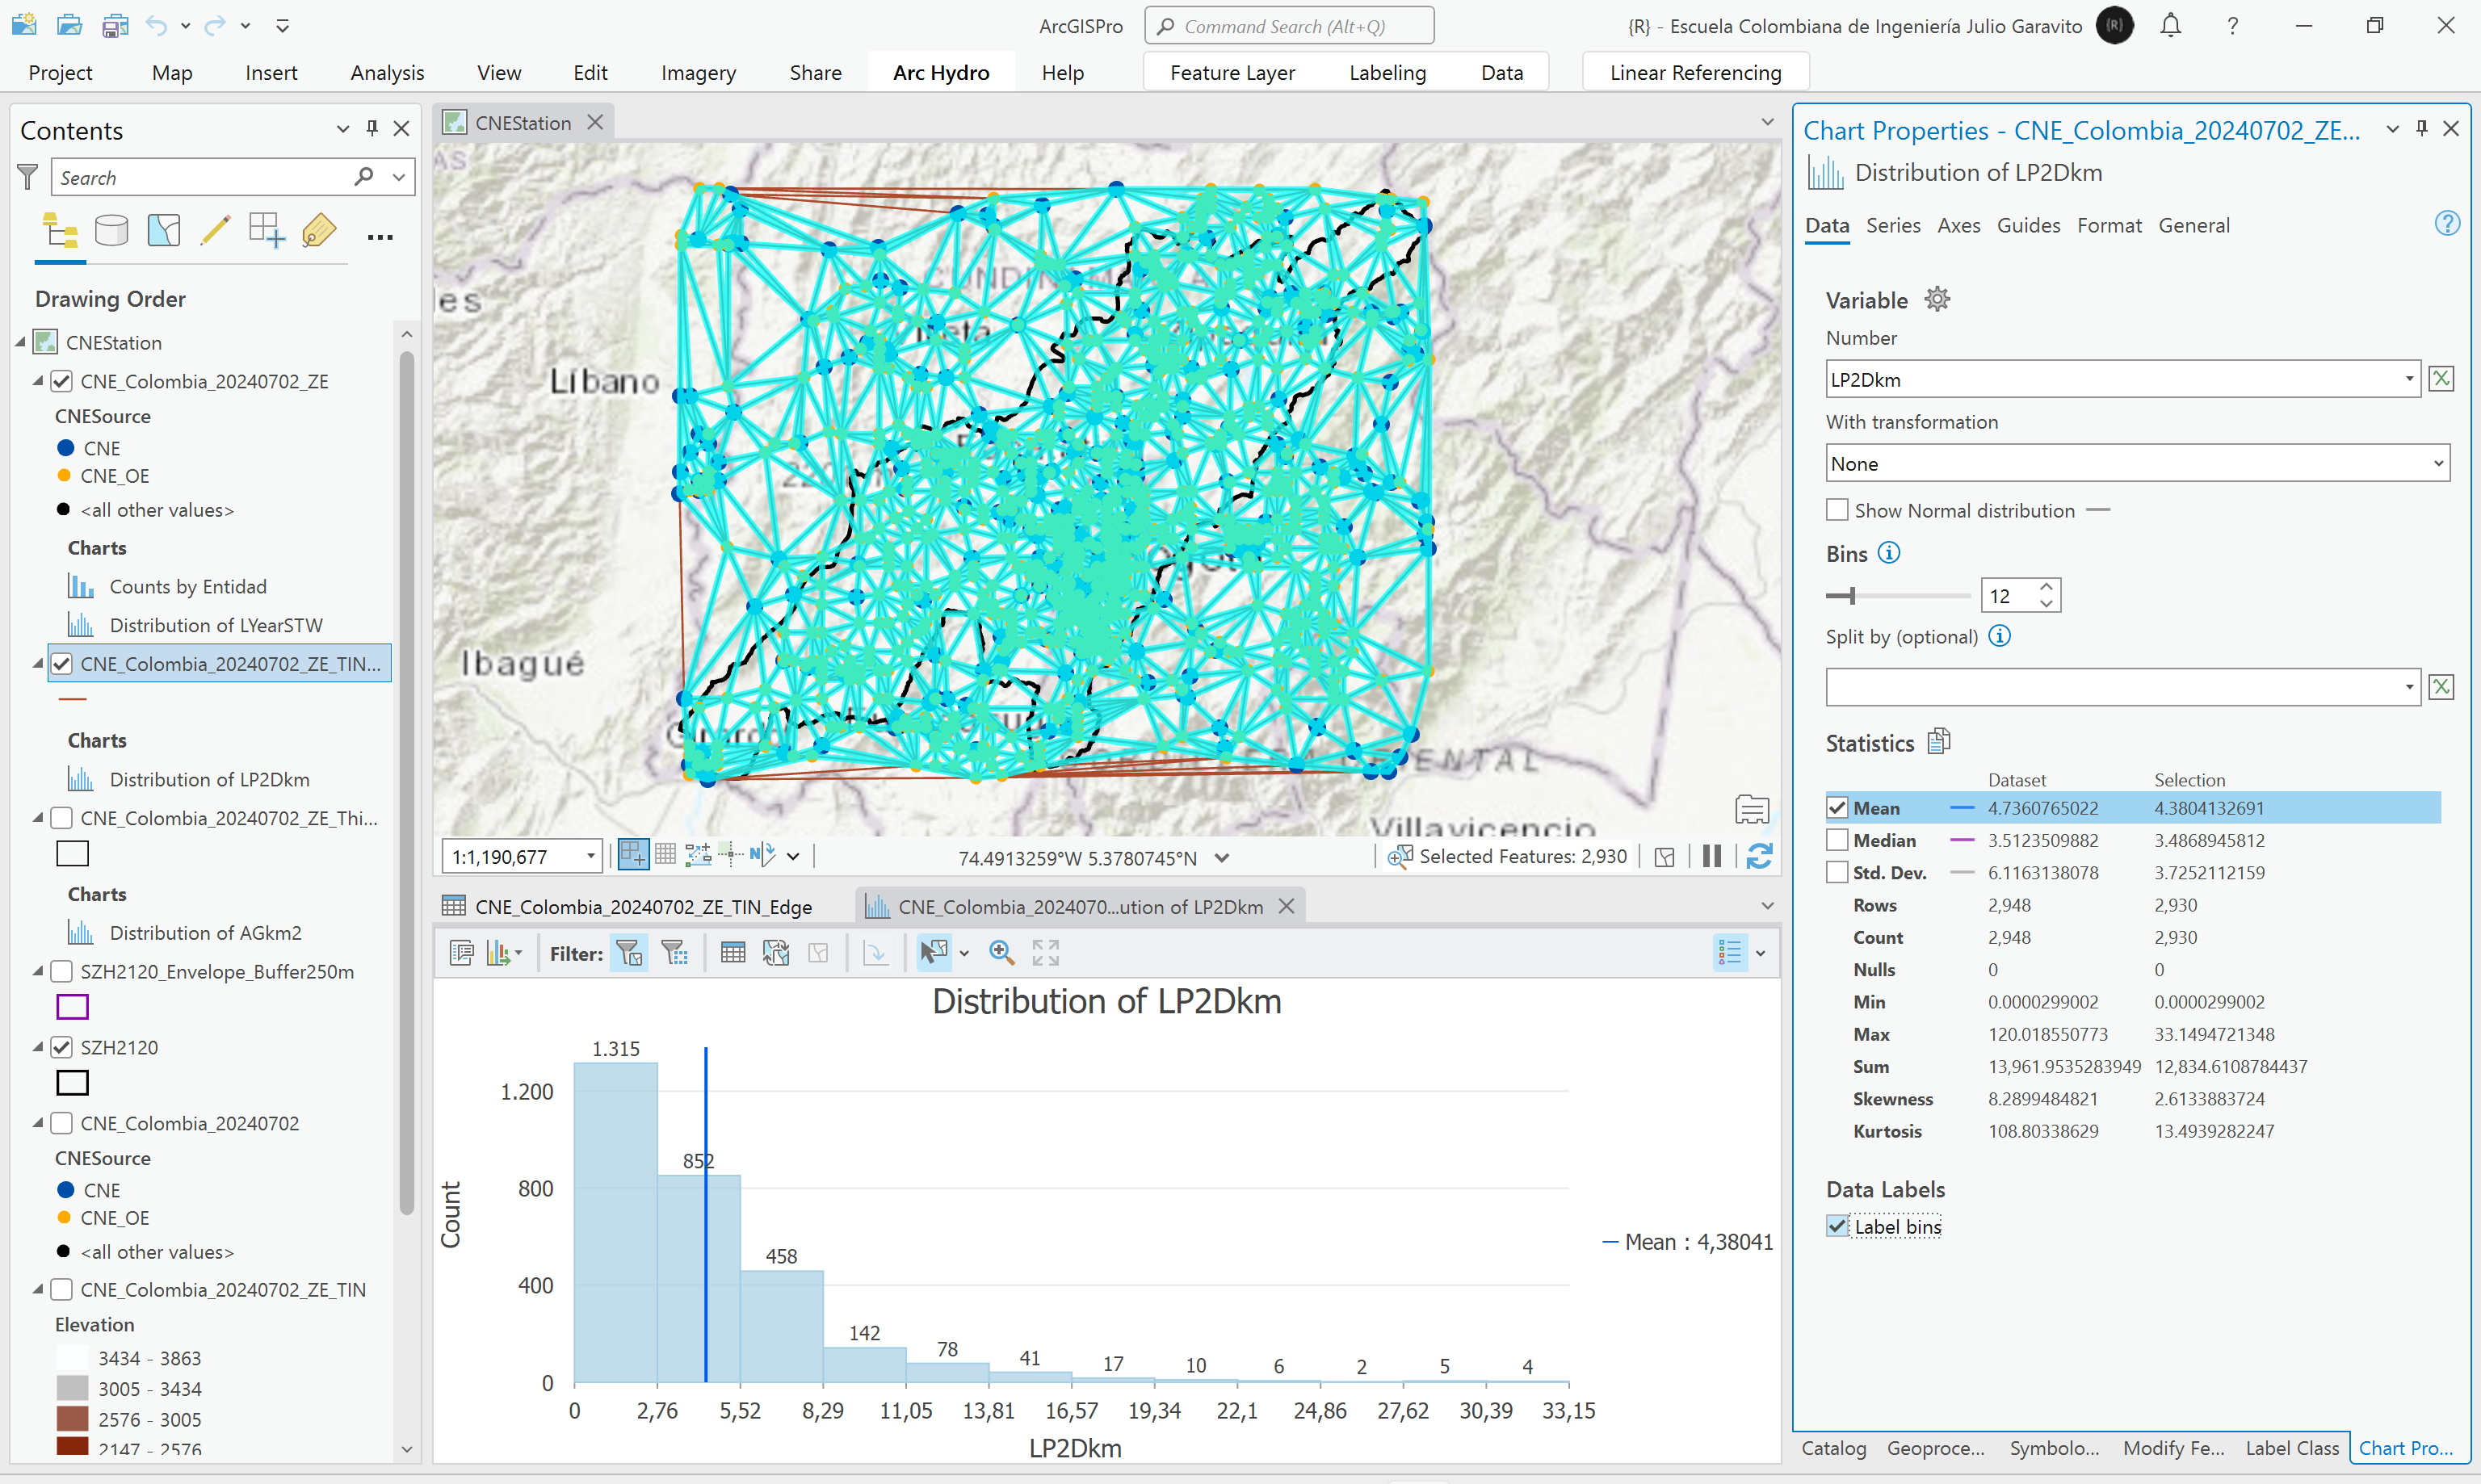 ArcGISPro
Command Search (Alt+Q)
{R} - Escuela Colombiana de Ingeniería Julio Garavito
{R}
?
Project Map Insert Analysis View Edit Imagery Share Arc Hydro Help Feature Layer Labeling Data Linear Referencing
Contents
Search
Drawing Order
CNEStation
CNE_Colombia_20240702_ZE
CNESource
CNE
CNE_OE
<all other values>
Charts
Counts by Entidad
Distribution of LYearSTW
CNE_Colombia_20240702_ZE_TIN...
Charts
Distribution of LP2Dkm
CNE_Colombia_20240702_ZE_Thi...
Charts
Distribution of AGkm2
SZH2120_Envelope_Buffer250m
SZH2120
CNE_Colombia_20240702
CNESource
CNE
CNE_OE
<all other values>
CNE_Colombia_20240702_ZE_TIN
Elevation
3434 - 3863
3005 - 3434
2576 - 3005
2147 - 2576
CNEStation
AS
les
Líbano
Ibagué
ENTAL
Villavicencio
1:1,190,677
74.4913259°W 5.3780745°N
Selected Features: 2,930
CNE_Colombia_20240702_ZE_TIN_Edge
CNE_Colombia_2024070...ution of LP2Dkm
Filter:
Distribution of LP2Dkm
Count
1.200
800
400
0
1.315
852
458
142
78
41
17
10
6
2
5
4
0 2,76 5,52 8,29 11,05 13,81 16,57 19,34 22,1 24,86 27,62 30,39 33,15
LP2Dkm
Mean : 4,38041
Chart Properties - CNE_Colombia_20240702_ZE...
Distribution of LP2Dkm
Data Series Axes Guides Format General
?
Variable
Number
LP2Dkm
With transformation
None
Show Normal distribution
Bins
12
Split by (optional)
Statistics
Dataset Selection
Mean 4.7360765022 4.3804132691
Median 3.5123509882 3.4868945812
Std. Dev. 6.1163138078 3.7252112159
Rows 2,948 2,930
Count 2,948 2,930
Nulls 0 0
Min 0.0000299002 0.0000299002
Max 120.018550773 33.1494721348
Sum 13,961.9535283949 12,834.6108784437
Skewness 8.2899484821 2.6133883724
Kurtosis 108.80338629 13.4939282247
Data Labels
Label bins
Catalog Geoproce... Symbolo... Modify Fe... Label Class Chart Pro...